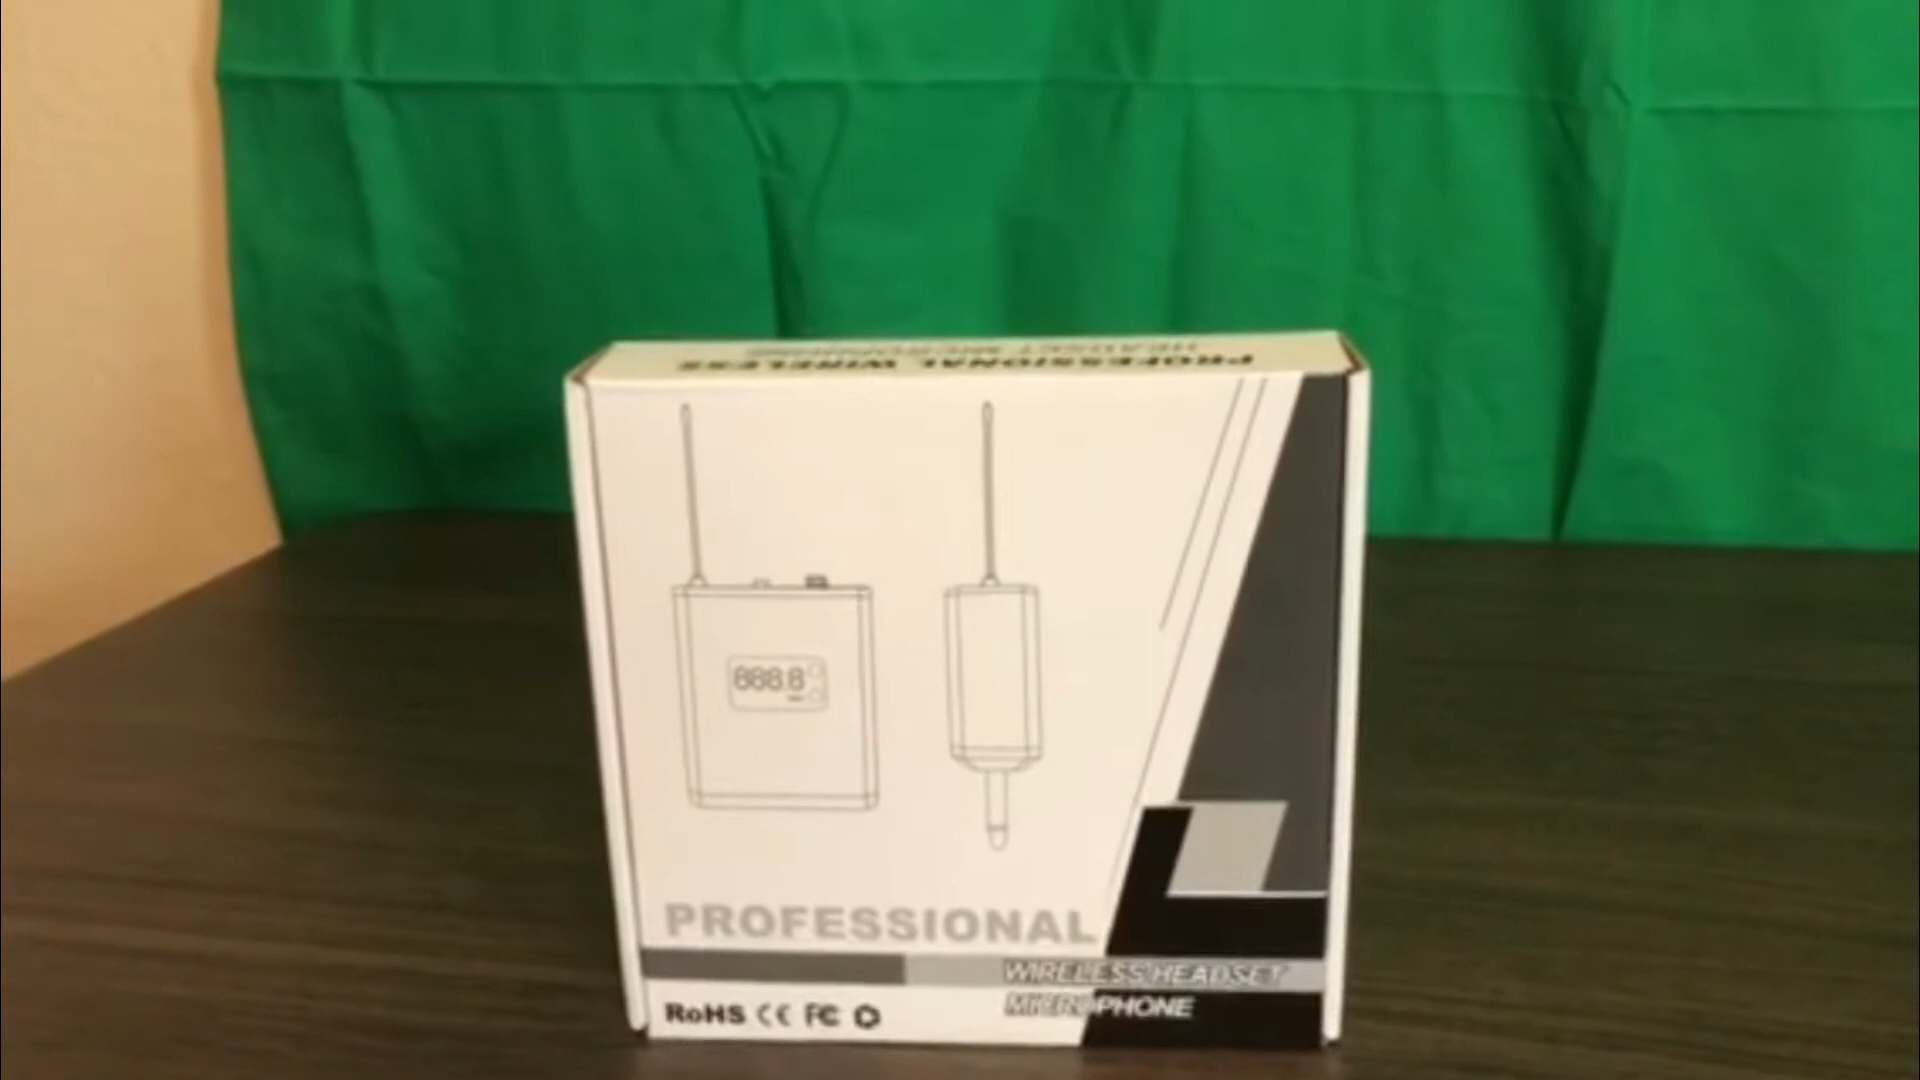 PROFESSIONAL WIRELESS
HEADSET MICROPHONE
888.8
PROFESSIONAL
WIRELESS HEADSET
MICROPHONE
RoHS CE FC